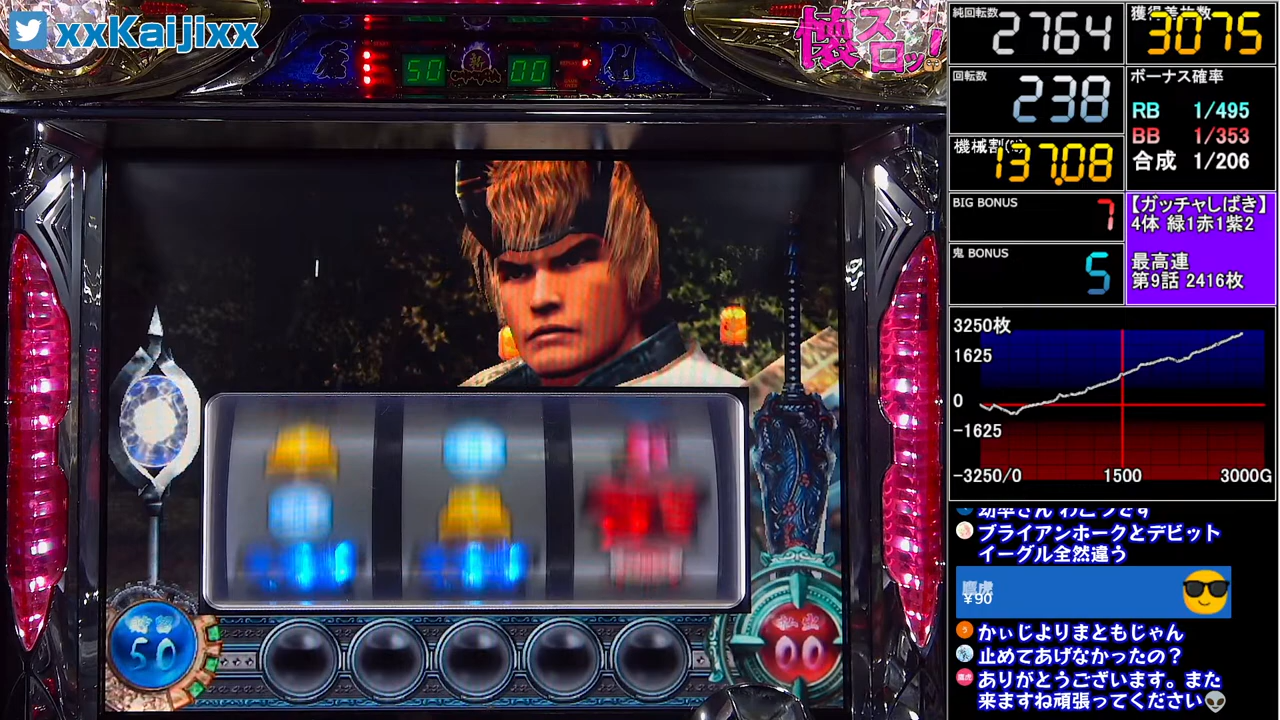 xxKaijixx
50
00
懐スロッ!
貯留
50
払出
00
純回転数
2764
獲得差枚数
3075
回転数
238
機械割(%)
137.08
ボーナス確率
RB 1/495
BB 1/353
合成 1/206
BIG BONUS
7
鬼 BONUS
5
【ガッチャしばき】
4体 緑1赤1紫2
最高連
第9話 2416枚
3250枚
1625
0
-1625
-3250/0
1500
3000G
ブライアンホークとデビット
イーグル全然違う
鷹虎
¥90
かぃじよりまともじゃん
止めてあげなかったの?
ありがとうございます。また
来ますね頑張ってください